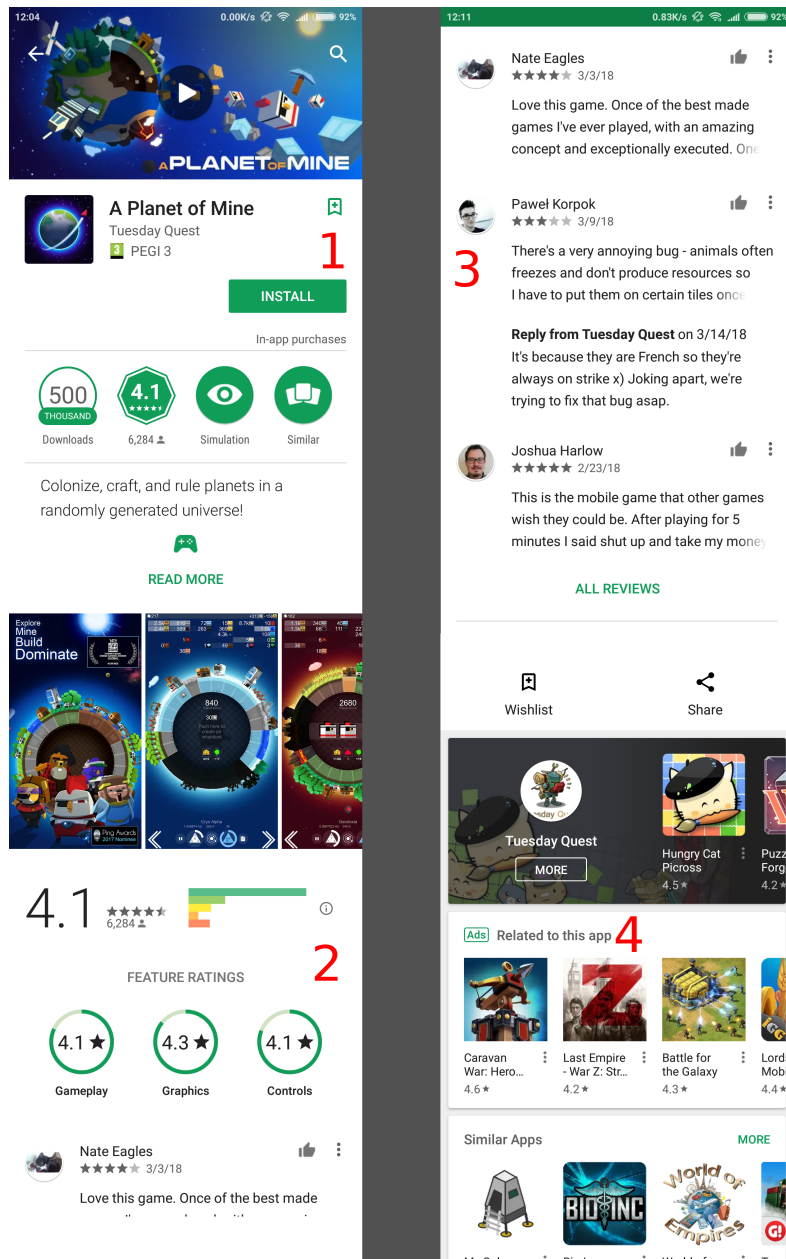 12:04
0.00K/s
92%
A PLANET OF MINE
A Planet of Mine
Tuesday Quest
3 PEGI 3
1
INSTALL
In-app purchases
500
THOUSAND
Downloads
4.1
6,284
Simulation
Similar
Colonize, craft, and rule planets in a
randomly generated universe!
READ MORE
Explore
Mine
Build
Dominate
Ping Awards
2017 Nominee
840
2680
4.1
6,284
2
FEATURE RATINGS
4.1 ★
4.3 ★
4.1 ★
Gameplay
Graphics
Controls
Nate Eagles
★★★★★ 3/3/18
Love this game. Once of the best made
12:11
0.83K/s
92%
Nate Eagles
★★★★★ 3/3/18
Love this game. Once of the best made
games I've ever played, with an amazing
concept and exceptionally executed. One
Paweł Korpok
★★★★★ 3/9/18
3
There's a very annoying bug - animals often
freezes and don't produce resources so
I have to put them on certain tiles once
Reply from Tuesday Quest on 3/14/18
It's because they are French so they're
always on strike x) Joking apart, we're
trying to fix that bug asap.
Joshua Harlow
★★★★★ 2/23/18
This is the mobile game that other games
wish they could be. After playing for 5
minutes I said shut up and take my money
ALL REVIEWS
Wishlist
Share
Tuesday Quest
MORE
Hungry Cat
Picross
4.5 ★
Puzz
Forg
4.2 ★
Ads Related to this app
4
Caravan
War: Hero...
4.6 ★
Last Empire
- War Z: Str...
4.2 ★
Battle for
the Galaxy
4.3 ★
IGG
Lord
Mobi
4.4 ★
Similar Apps
MORE
BIO INC
World of
Empires